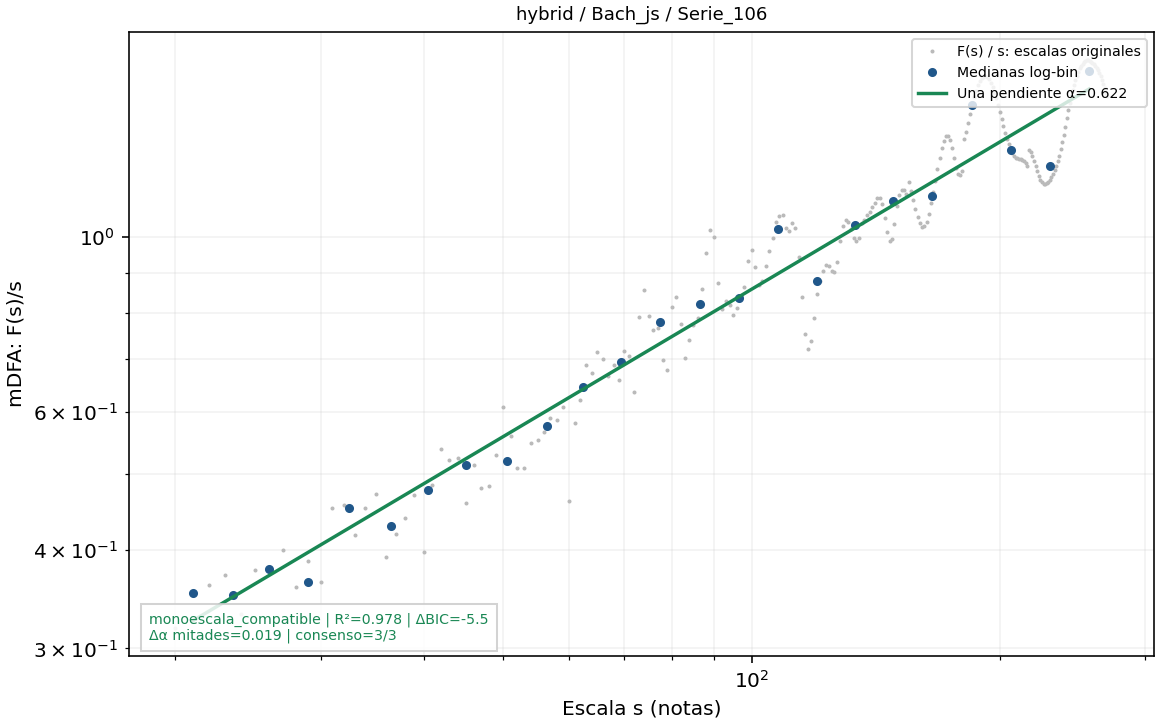 hybrid / Bach_js / Serie_106
F(s) / s: escalas originales
Medianas log-bin
Una pendiente α=0.622
mDFA: F(s)/s
10⁰
6 × 10⁻¹
4 × 10⁻¹
3 × 10⁻¹
monoescala_compatible | R²=0.978 | ΔBIC=-5.5
Δα mitades=0.019 | consenso=3/3
10²
Escala s (notas)